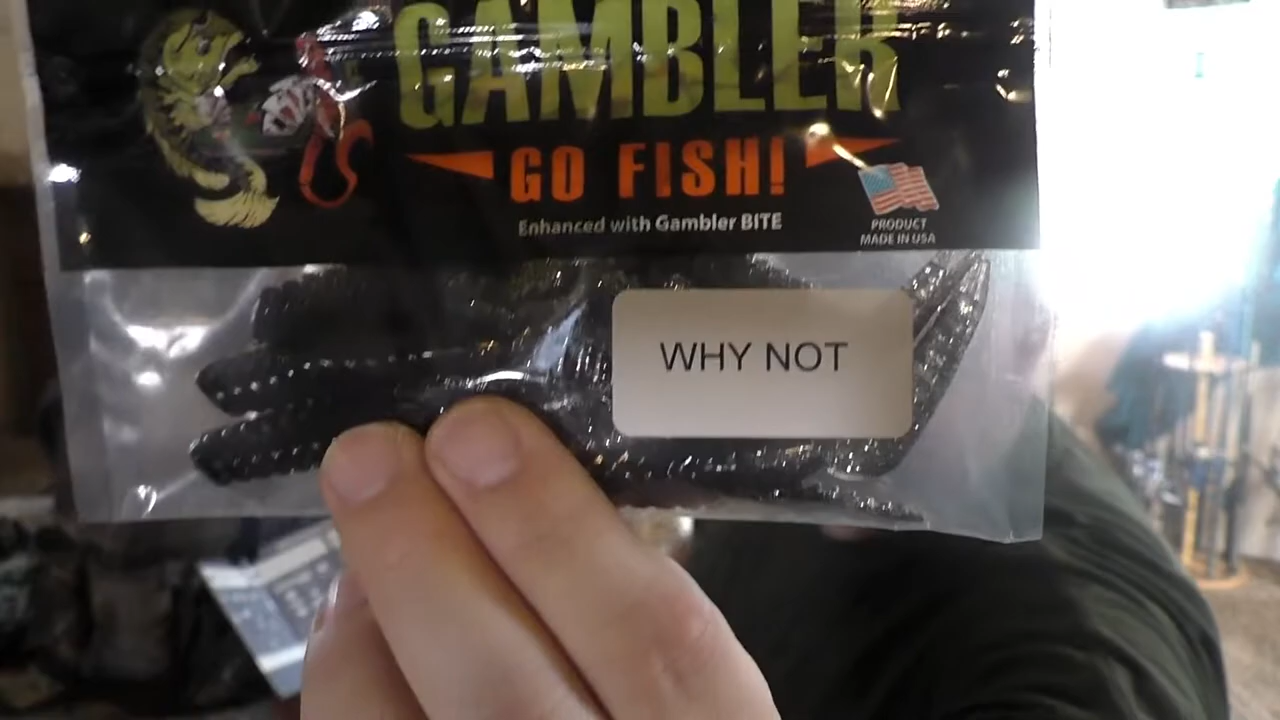 GAMBLER
GO FISH!
Enhanced with Gambler BITE
PRODUCT
MADE IN USA
WHY NOT